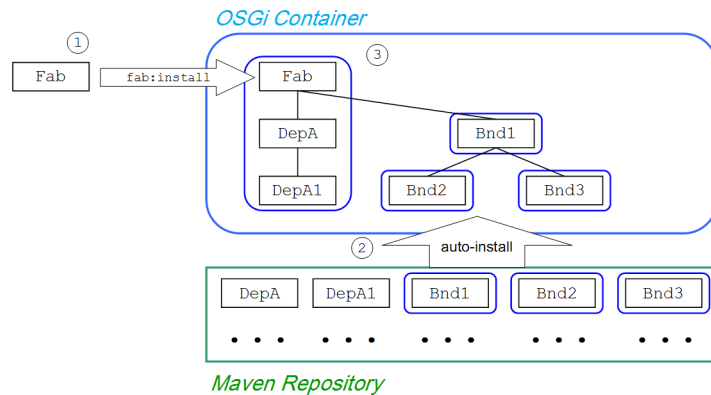 OSGi Container
1
3
Fab
fab:install
Fab
DepA
Bnd1
DepA1
Bnd2
Bnd3
2
auto-install
DepA
DepA1
Bnd1
Bnd2
Bnd3
Maven Repository